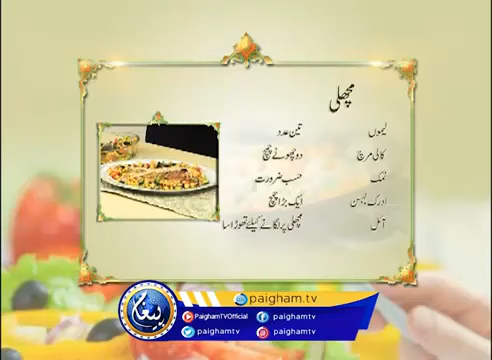 مچھلی
لیموں تین عدد
کالی مرچ دو چھوٹے چمچ
نمک حسب ضرورت
ادرک لہسن ایک بڑا چمچ
آئل مچھلی پر لگانے کیلئے تھوڑا سا
paigham.tv
پیغام
PaighamTVOfficial paighamtv
paighamtv paighamtv